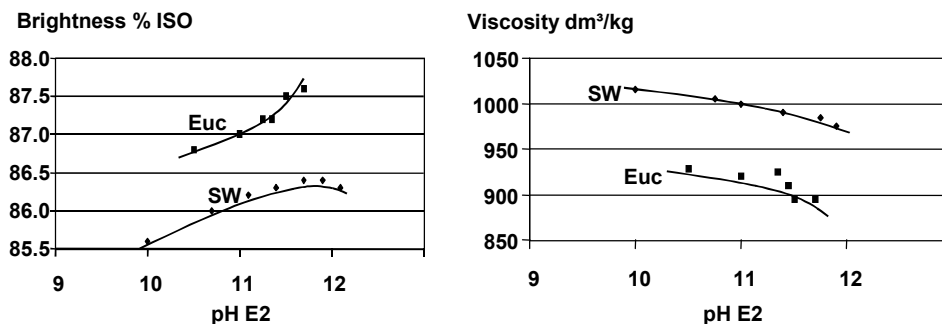 Brightness % ISO
88.0
87.5
87.0
86.5
86.0
85.5
Euc
SW
9 10 11 12
pH E2
Viscosity dm³/kg
1050
1000
950
900
850
SW
Euc
9 10 11 12
pH E2